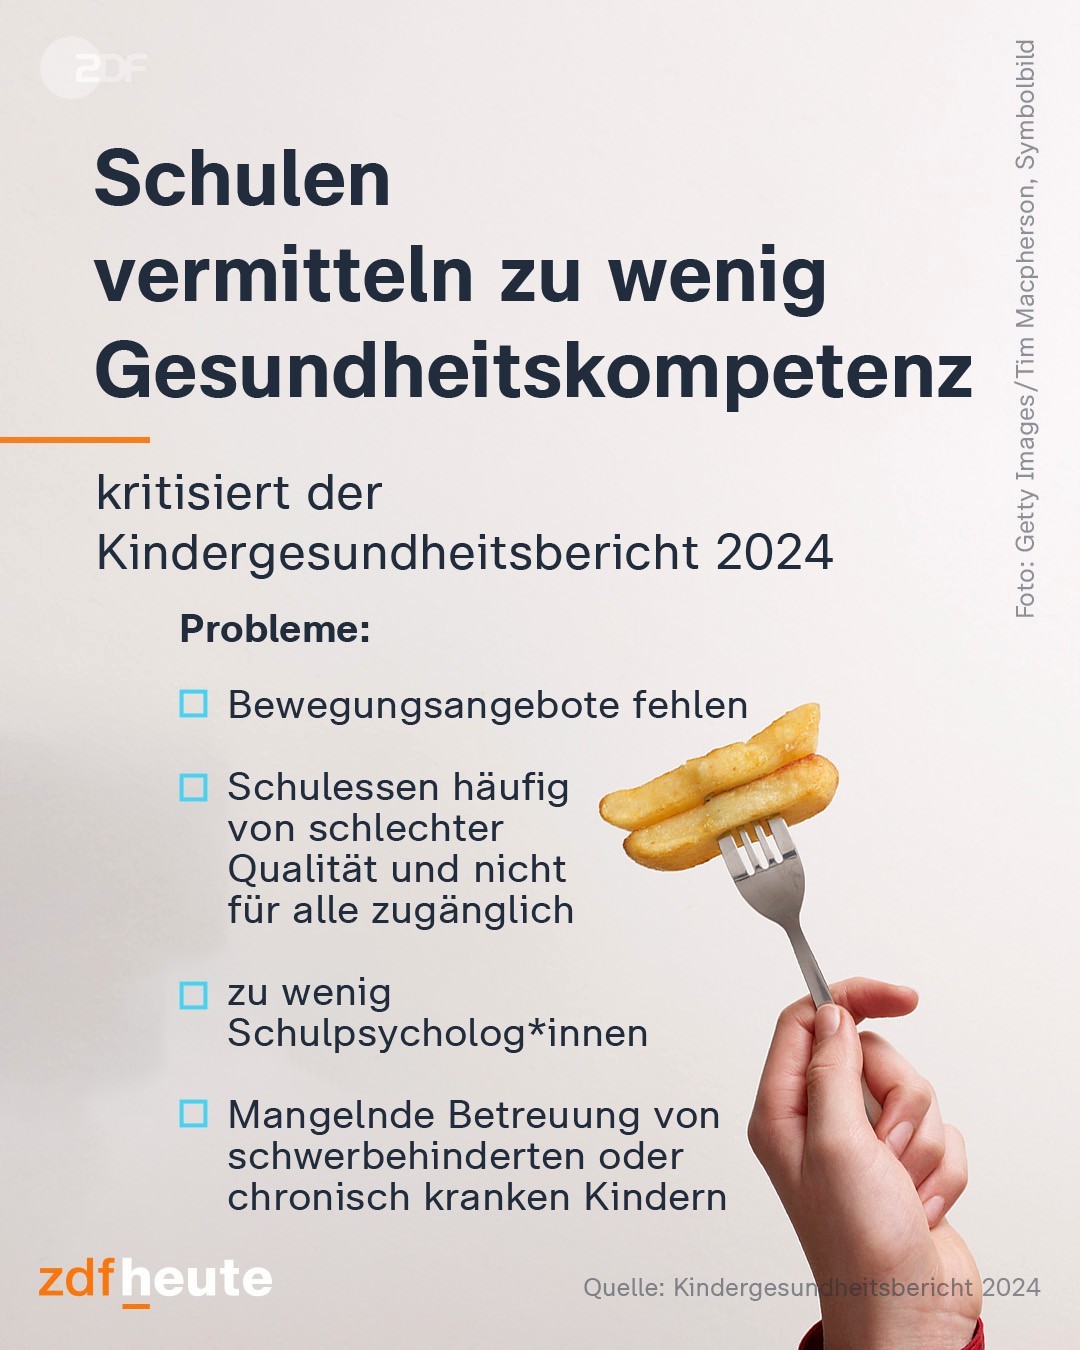 ZDF
Schulen
vermitteln zu wenig
Gesundheitskompetenz
kritisiert der
Kindergesundheitsbericht 2024
Probleme:
Bewegungsangebote fehlen
Schulessen häufig
von schlechter
Qualität und nicht
für alle zugänglich
zu wenig
Schulpsycholog*innen
Mangelnde Betreuung von
schwerbehinderten oder
chronisch kranken Kindern
zdfheute
Quelle: Kindergesundheitsbericht 2024
Foto: Getty Images/Tim Macpherson, Symbolbild